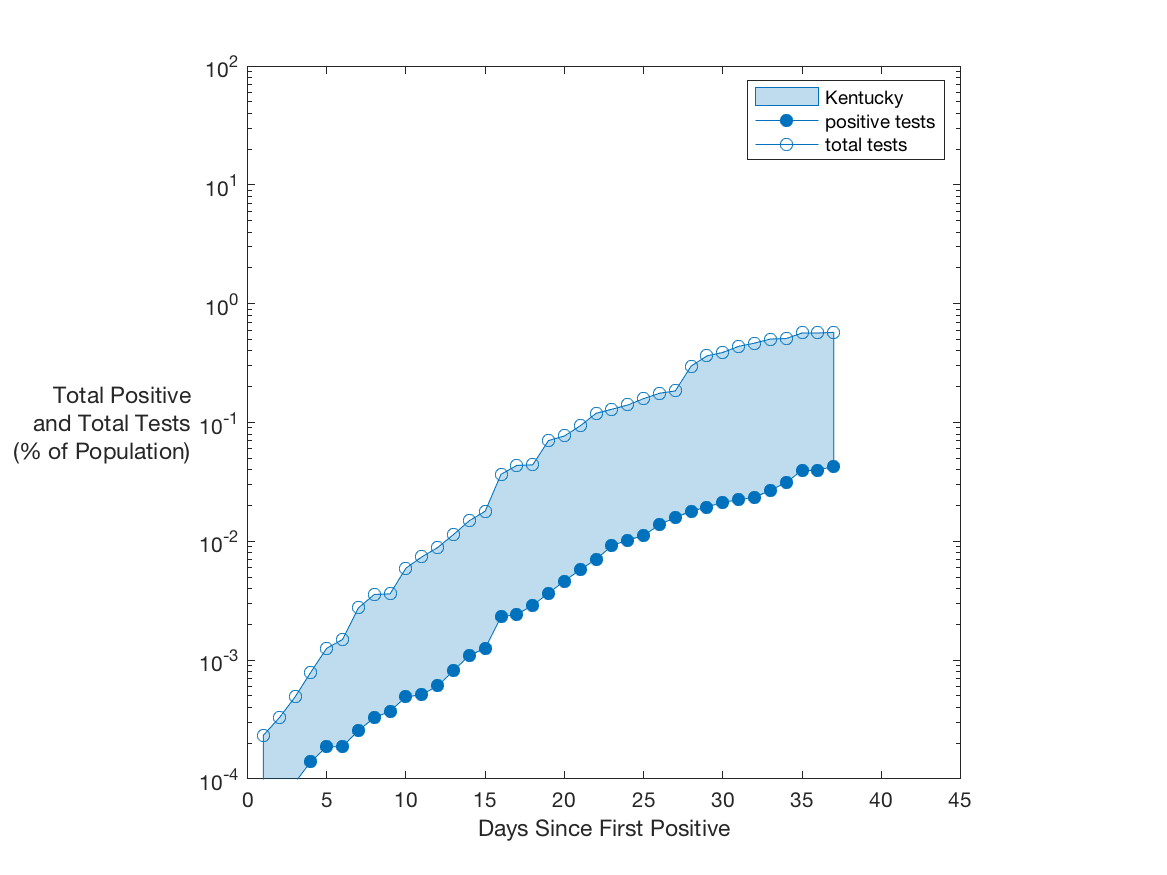 10^2
10^1
10^0
10^-1
10^-2
10^-3
10^-4
Total Positive
and Total Tests
(% of Population)
Kentucky
positive tests
total tests
0 5 10 15 20 25 30 35 40 45
Days Since First Positive